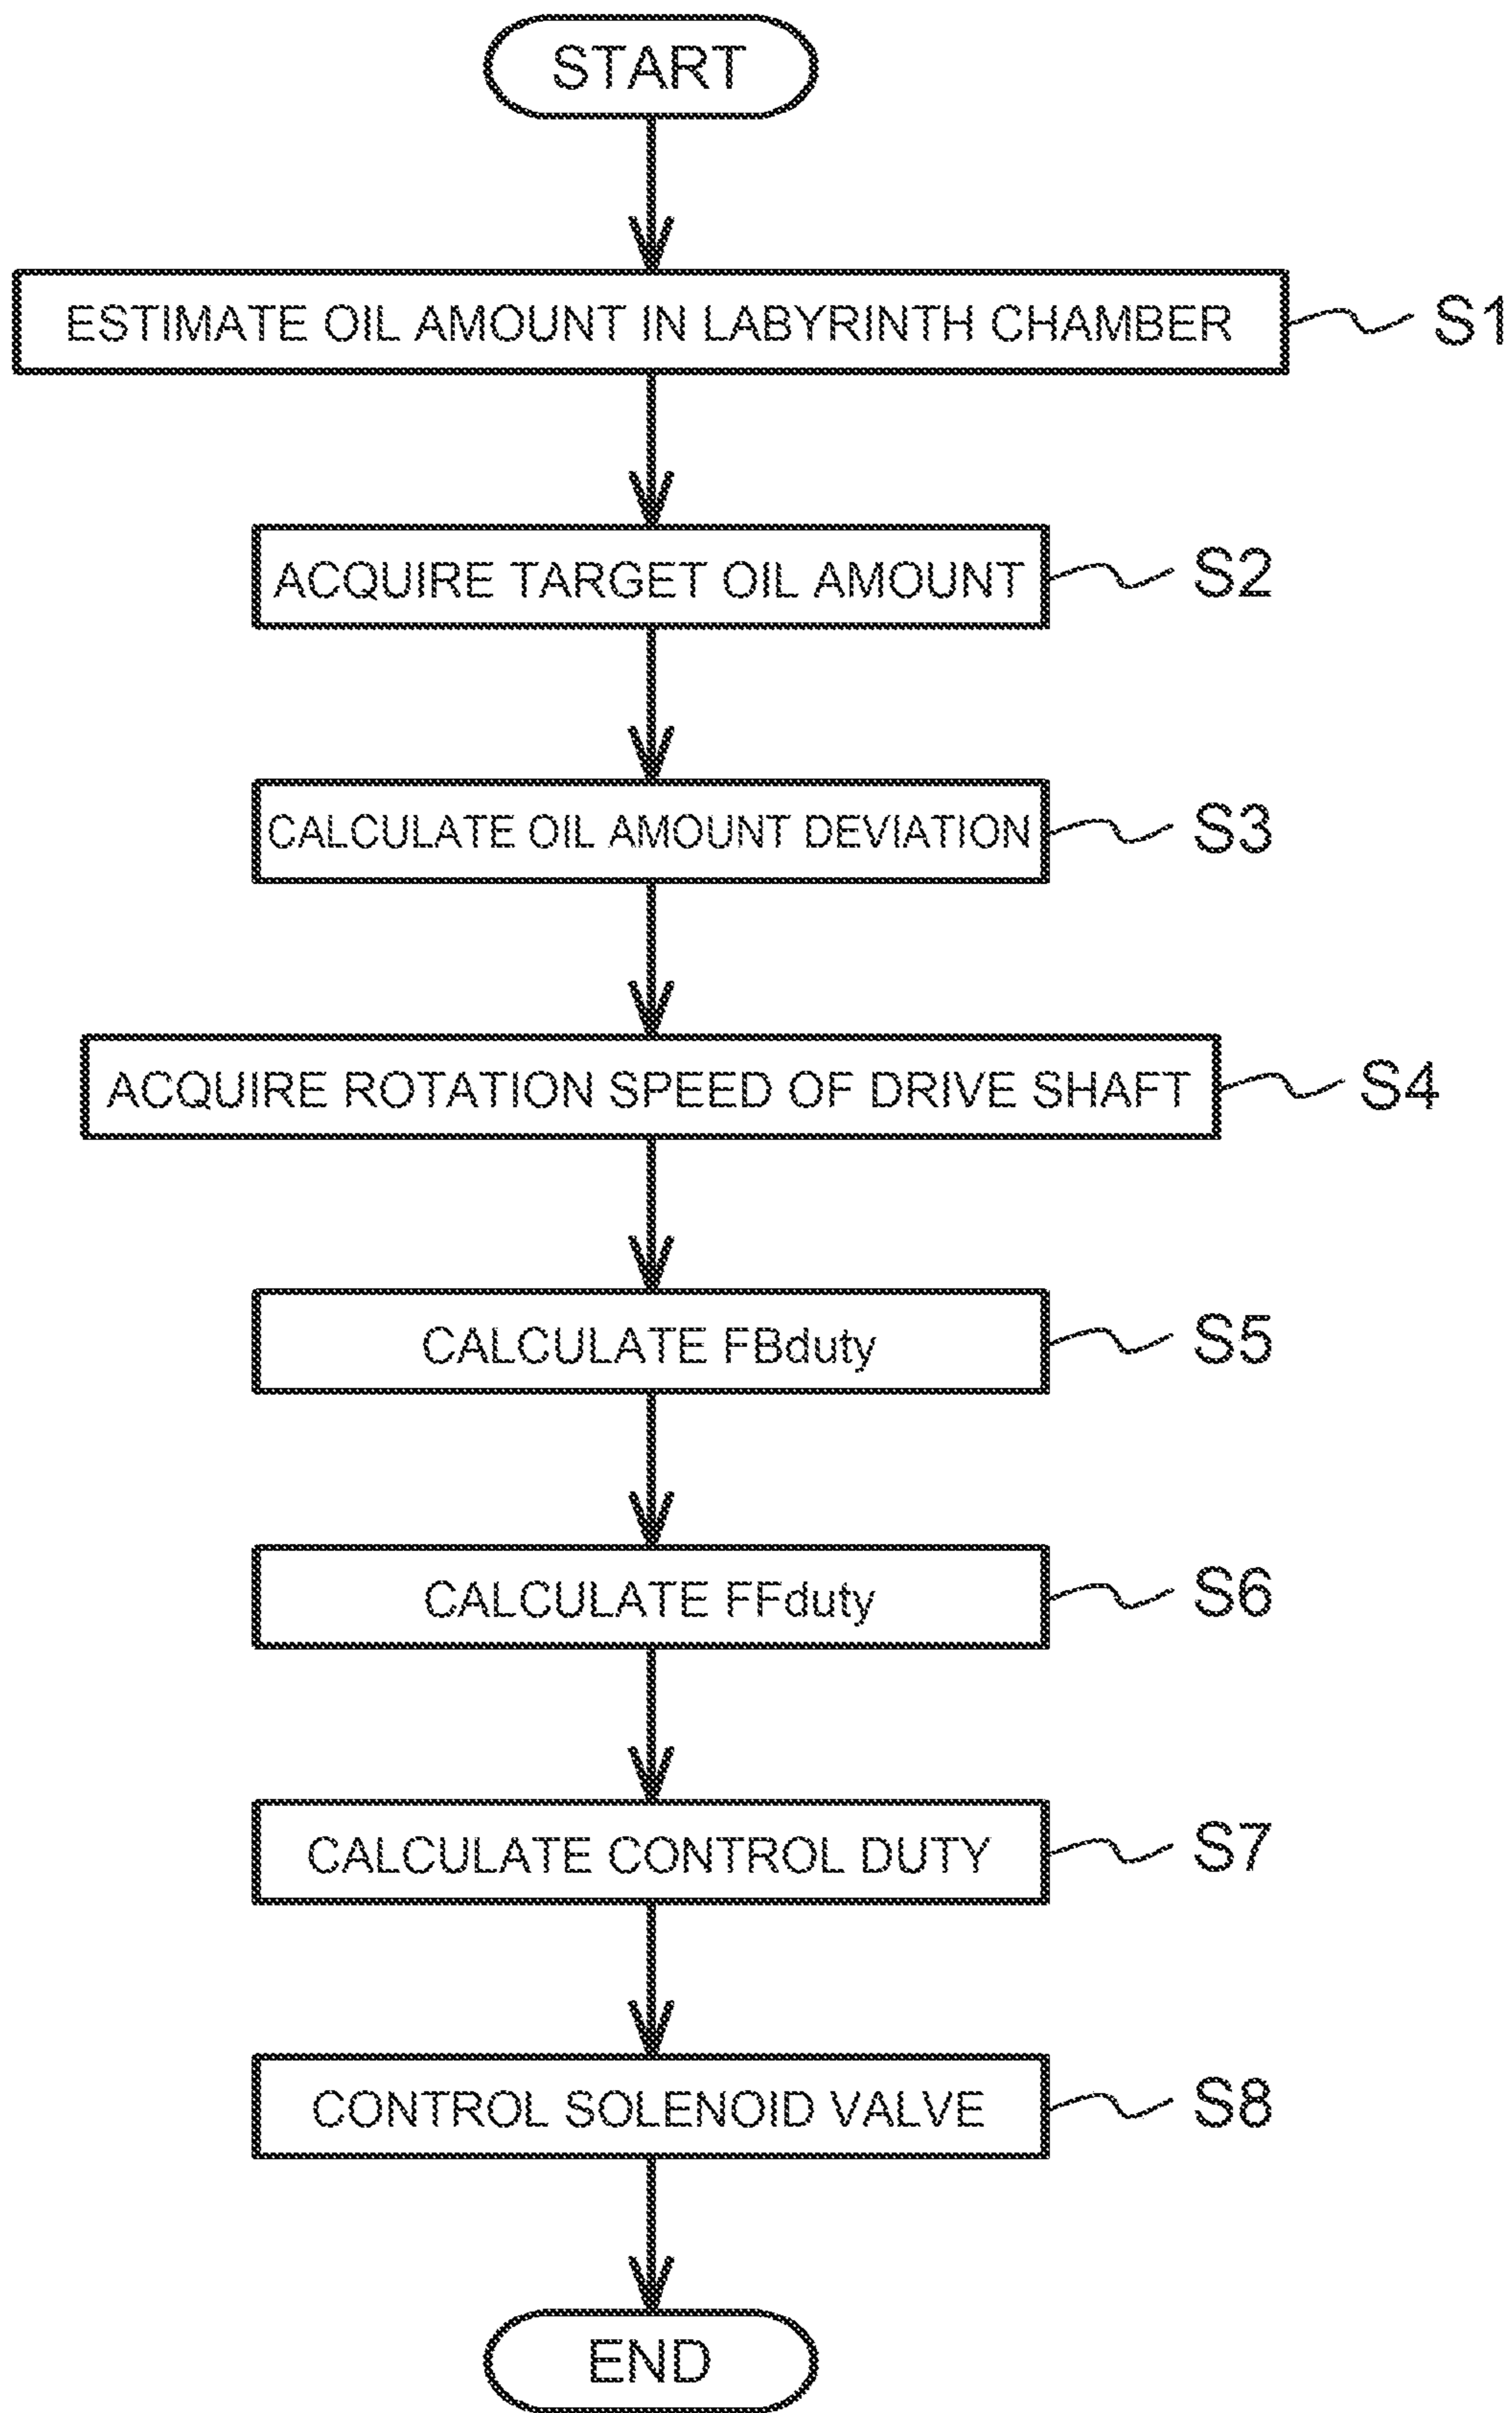 START
ESTIMATE OIL AMOUNT IN LABYRINTH CHAMBER S1
ACQUIRE TARGET OIL AMOUNT S2
CALCULATE OIL AMOUNT DEVIATION S3
ACQUIRE ROTATION SPEED OF DRIVE SHAFT S4
CALCULATE FBduty S5
CALCULATE FFduty S6
CALCULATE CONTROL DUTY S7
CONTROL SOLENOID VALVE S8
END